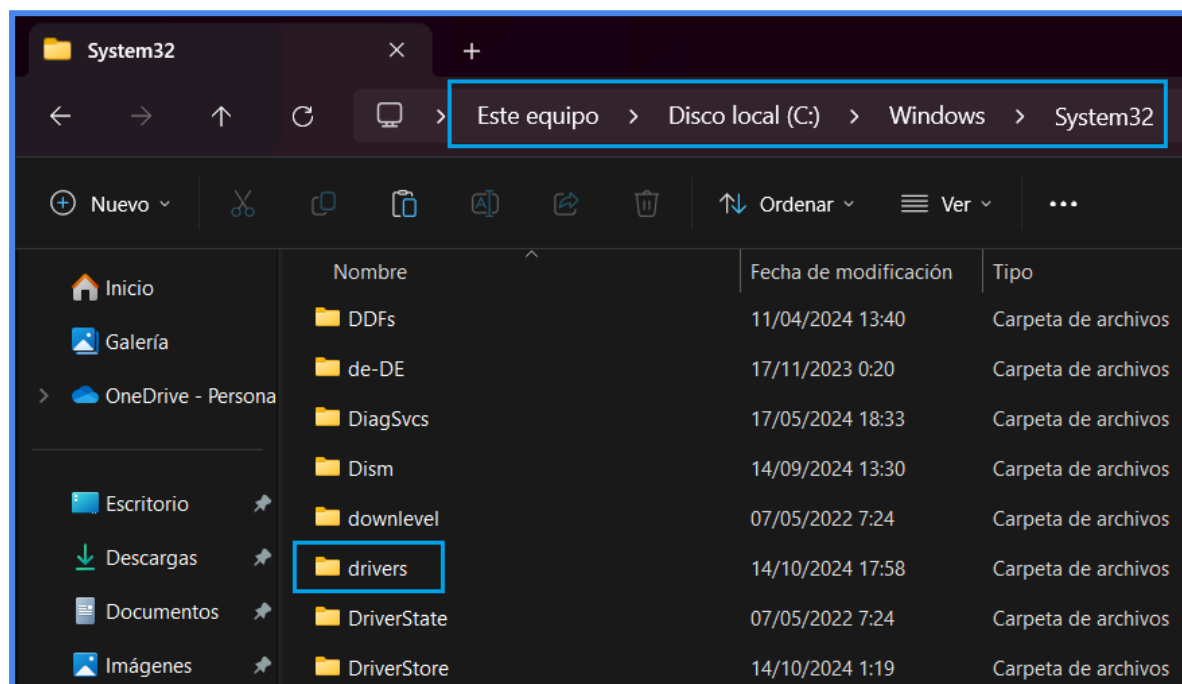 System32
Este equipo > Disco local (C:) > Windows > System32
Nuevo
Ordenar
Ver
Inicio
Galería
OneDrive - Persona
Escritorio
Descargas
Documentos
Imágenes
Nombre Fecha de modificación Tipo
DDFs 11/04/2024 13:40 Carpeta de archivos
de-DE 17/11/2023 0:20 Carpeta de archivos
DiagSvcs 17/05/2024 18:33 Carpeta de archivos
Dism 14/09/2024 13:30 Carpeta de archivos
downlevel 07/05/2022 7:24 Carpeta de archivos
drivers 14/10/2024 17:58 Carpeta de archivos
DriverState 07/05/2022 7:24 Carpeta de archivos
DriverStore 14/10/2024 1:19 Carpeta de archivos